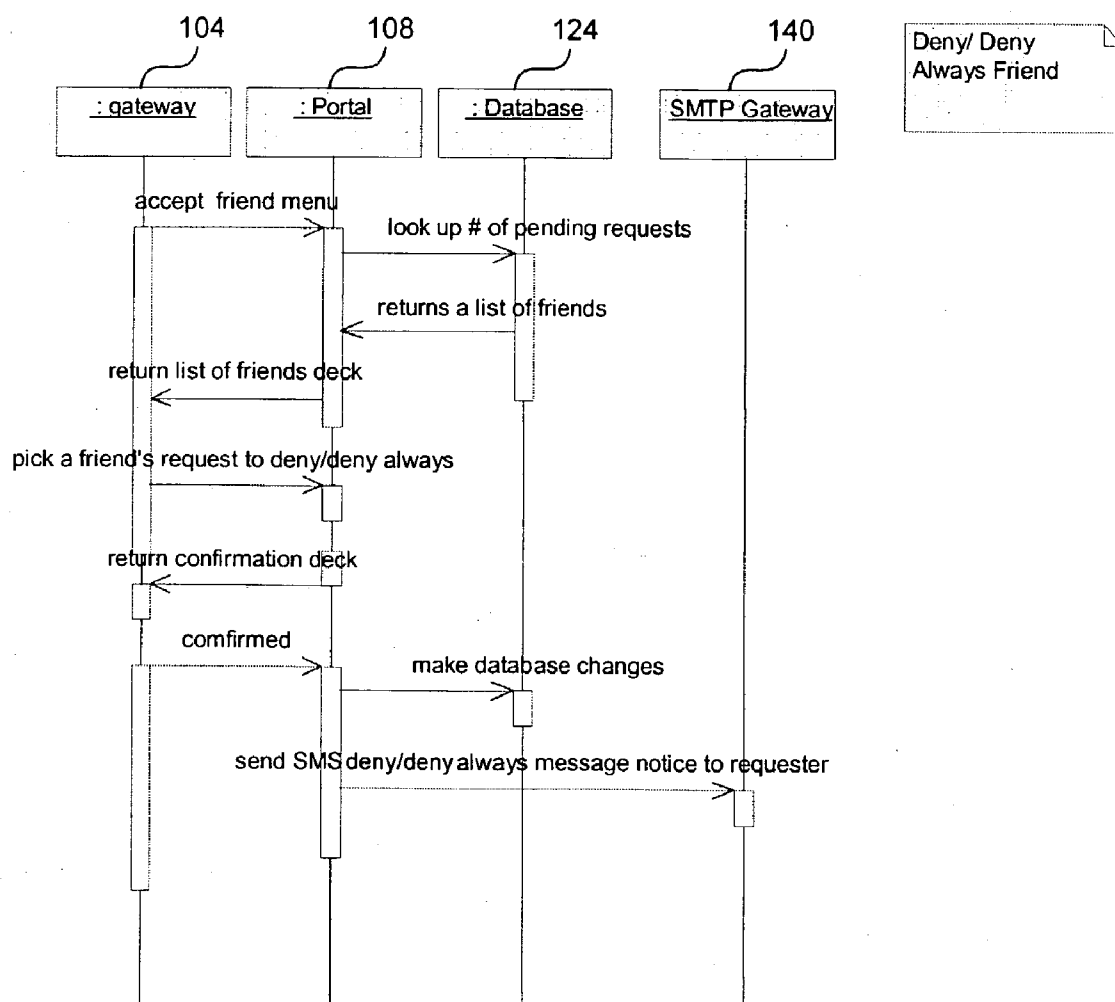 104
108
124
140
Deny/ Deny
Always Friend
: gateway
: Portal
: Database
SMTP Gateway
accept friend menu
look up # of pending requests
returns a list of friends
return list of friends deck
pick a friend's request to deny/deny always
return confirmation deck
comfirmed
make database changes
send SMS deny/deny always message notice to requester